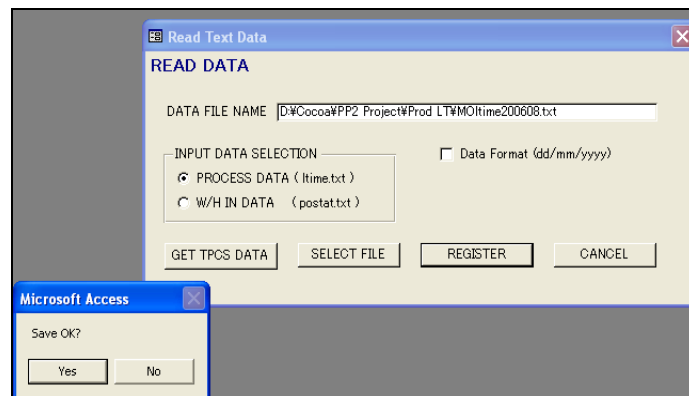 Read Text Data
READ DATA
DATA FILE NAME D:¥Cocoa¥PP2 Project¥Prod LT¥MOltime200608.txt
INPUT DATA SELECTION
Data Format (dd/mm/yyyy)
PROCESS DATA ( ltime.txt )
W/H IN DATA ( postat.txt )
GET TPCS DATA
SELECT FILE
REGISTER
CANCEL
Microsoft Access
Save OK?
Yes
No